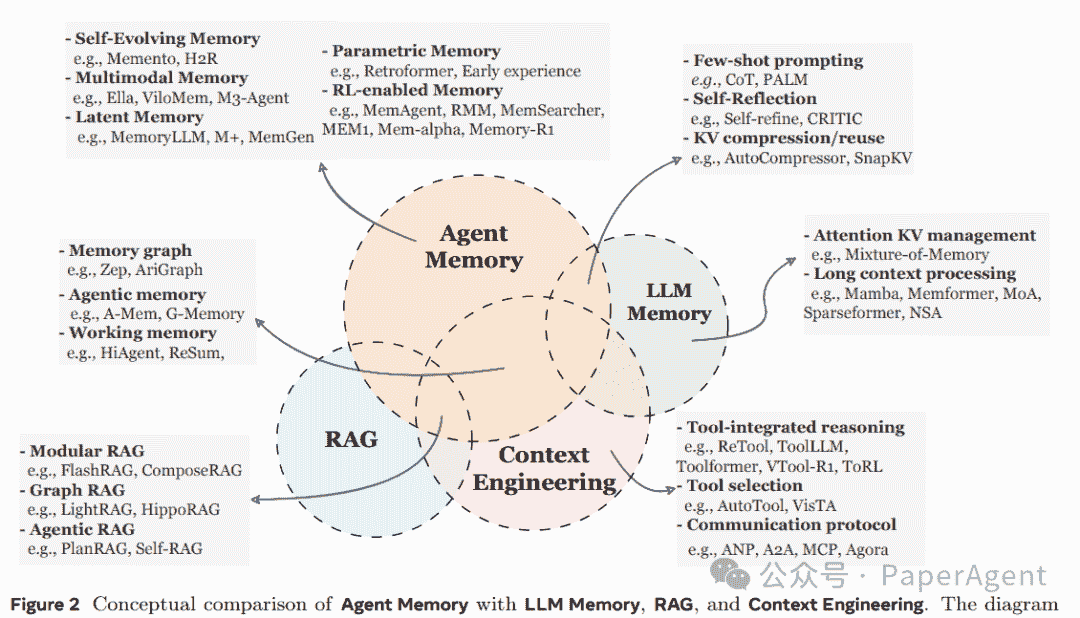 - Self-Evolving Memory
e.g., Memento, H2R
- Multimodal Memory
e.g., Ella, ViloMem, M3-Agent
- Latent Memory
e.g., MemoryLLM, M+, MemGen
- Parametric Memory
e.g., Retroformer, Early experience
- RL-enabled Memory
e.g., MemAgent, RMM, MemSearcher,
MEM1, Mem-alpha, Memory-R1
- Few-shot prompting
e.g., CoT, PALM
- Self-Reflection
e.g., Self-refine, CRITIC
- KV compression/reuse
e.g., AutoCompressor, SnapKV
Agent
Memory
- Memory graph
e.g., Zep, AriGraph
- Agentic memory
e.g., A-Mem, G-Memory
- Working memory
e.g., HiAgent, ReSum,
LLM
Memory
- Attention KV management
e.g., Mixture-of-Memory
- Long context processing
e.g., Mamba, Memformer, MoA,
Sparseformer, NSA
RAG
Context
Engineering
- Modular RAG
e.g., FlashRAG, ComposeRAG
- Graph RAG
e.g., LightRAG, HippoRAG
- Agentic RAG
e.g., PlanRAG, Self-RAG
- Tool-integrated reasoning
e.g., ReTool, ToolLLM,
Toolformer, VTool-R1, ToRL
- Tool selection
e.g., AutoTool, VisTA
- Communication protocol
e.g., ANP, A2A, MCP, Agora
公众号 · PaperAgent
Figure 2 Conceptual comparison of Agent Memory with LLM Memory, RAG, and Context Engineering. The diagram